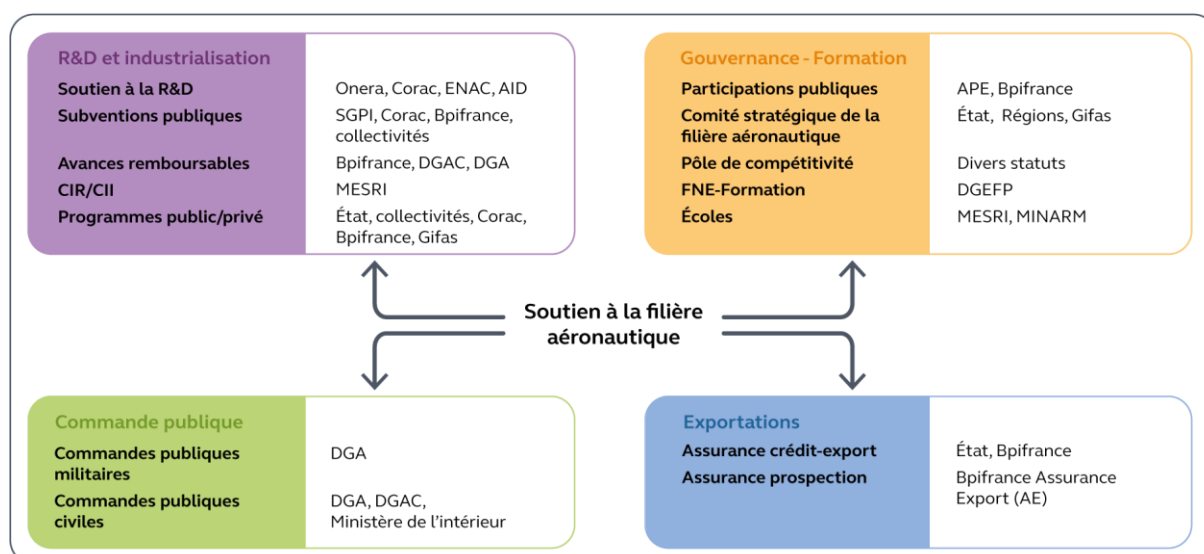 R&D et industrialisation
Soutien à la R&D Onera, Corac, ENAC, AID
Subventions publiques SGPI, Corac, Bpifrance,
collectivités
Avances remboursables Bpifrance, DGAC, DGA
CIR/CII MESRI
Programmes public/privé État, collectivités, Corac,
Bpifrance, Gifas
Gouvernance - Formation
Participations publiques APE, Bpifrance
Comité stratégique de la État, Régions, Gifas
filière aéronautique
Pôle de compétitivité Divers statuts
FNE-Formation DGEFP
Écoles MESRI, MINARM
Soutien à la filière
aéronautique
Commande publique
Commandes publiques DGA
militaires
Commandes publiques DGA, DGAC,
civiles Ministère de l'intérieur
Exportations
Assurance crédit-export État, Bpifrance
Assurance prospection Bpifrance Assurance
Export (AE)